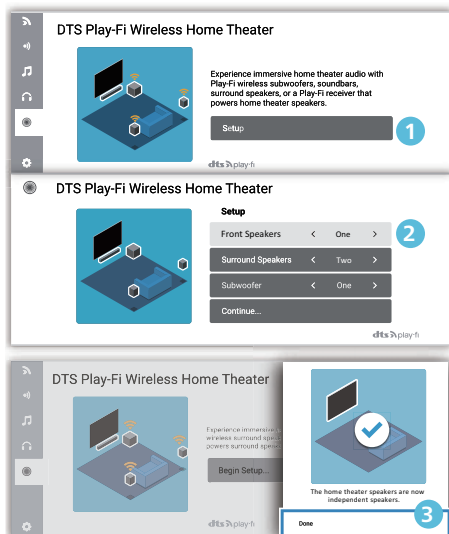 DTS Play-Fi Wireless Home Theater
Experience immersive home theater audio with
Play-Fi wireless subwoofers, soundbars,
surround speakers, or a Play-Fi receiver that
powers home theater speakers.
Setup
1
dts play-fi
DTS Play-Fi Wireless Home Theater
Setup
Front Speakers < One >
2
Surround Speakers < Two >
Subwoofer < One >
Continue...
dts play-fi
DTS Play-Fi Wireless Home Theater
Experience immersive
wireless surround spea
powers surround spea
Begin Setup...
dts play-fi
The home theater speakers are now
independent speakers.
3
Done